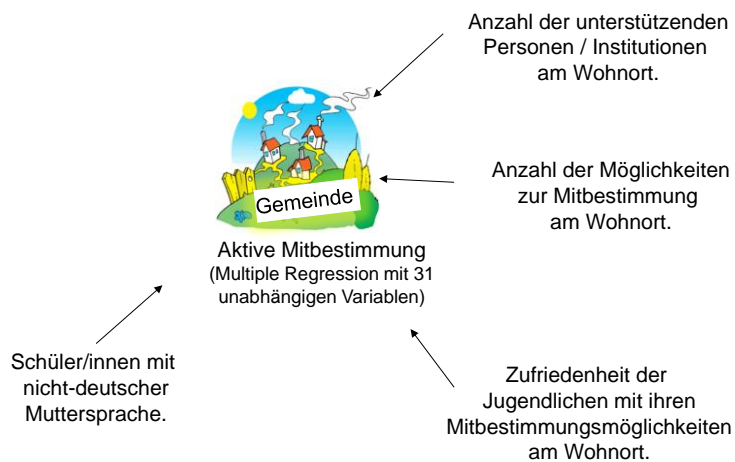 Anzahl der unterstützenden
Personen / Institutionen
am Wohnort.
Anzahl der Möglichkeiten
zur Mitbestimmung
am Wohnort.
Gemeinde
Aktive Mitbestimmung
(Multiple Regression mit 31
unabhängigen Variablen)
Schüler/innen mit
nicht-deutscher
Muttersprache.
Zufriedenheit der
Jugendlichen mit ihren
Mitbestimmungsmöglichkeiten
am Wohnort.